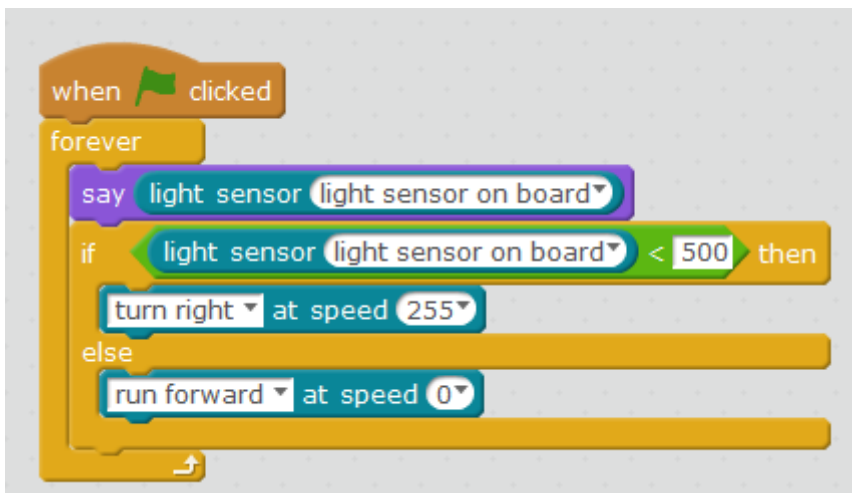 when clicked
forever
say light sensor light sensor on board
if light sensor light sensor on board < 500 then
turn right at speed 255
else
run forward at speed 0